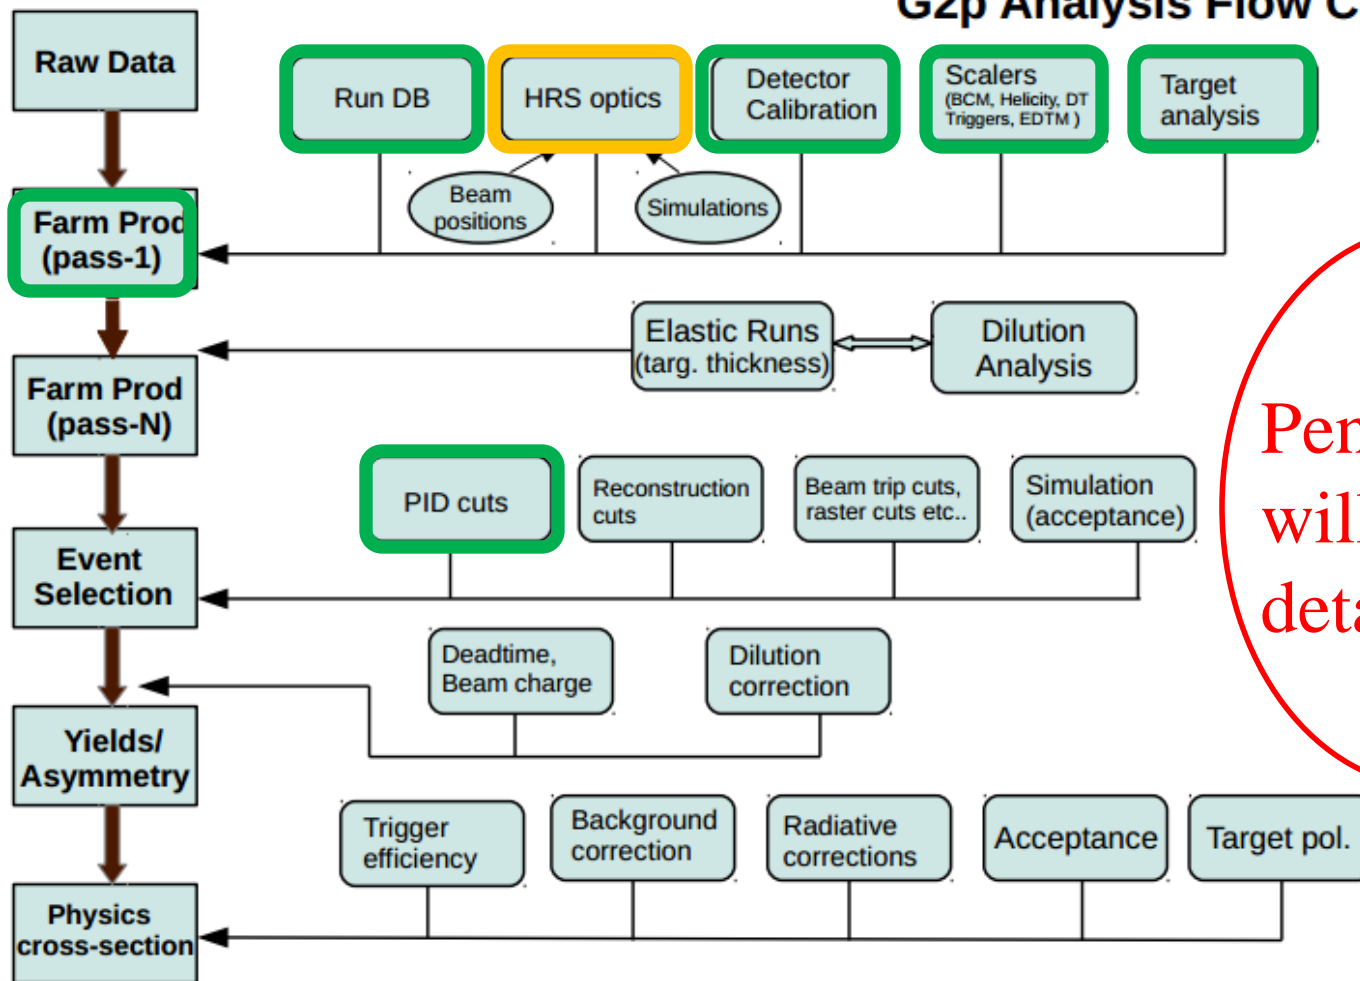 G2p Analysis Flow C
Raw Data
Run DB
HRS optics
Detector
Calibration
Scalers
(BCM, Helicity, DT
Triggers, EDTM )
Target
analysis
Beam
positions
Simulations
Farm Prod
(pass-1)
Elastic Runs
(targ. thickness)
Dilution
Analysis
Farm Prod
(pass-N)
PID cuts
Reconstruction
cuts
Beam trip cuts,
raster cuts etc..
Simulation
(acceptance)
Event
Selection
Deadtime,
Beam charge
Dilution
correction
Yields/
Asymmetry
Trigger
efficiency
Background
correction
Radiative
corrections
Acceptance
Target pol.
Physics
cross-section